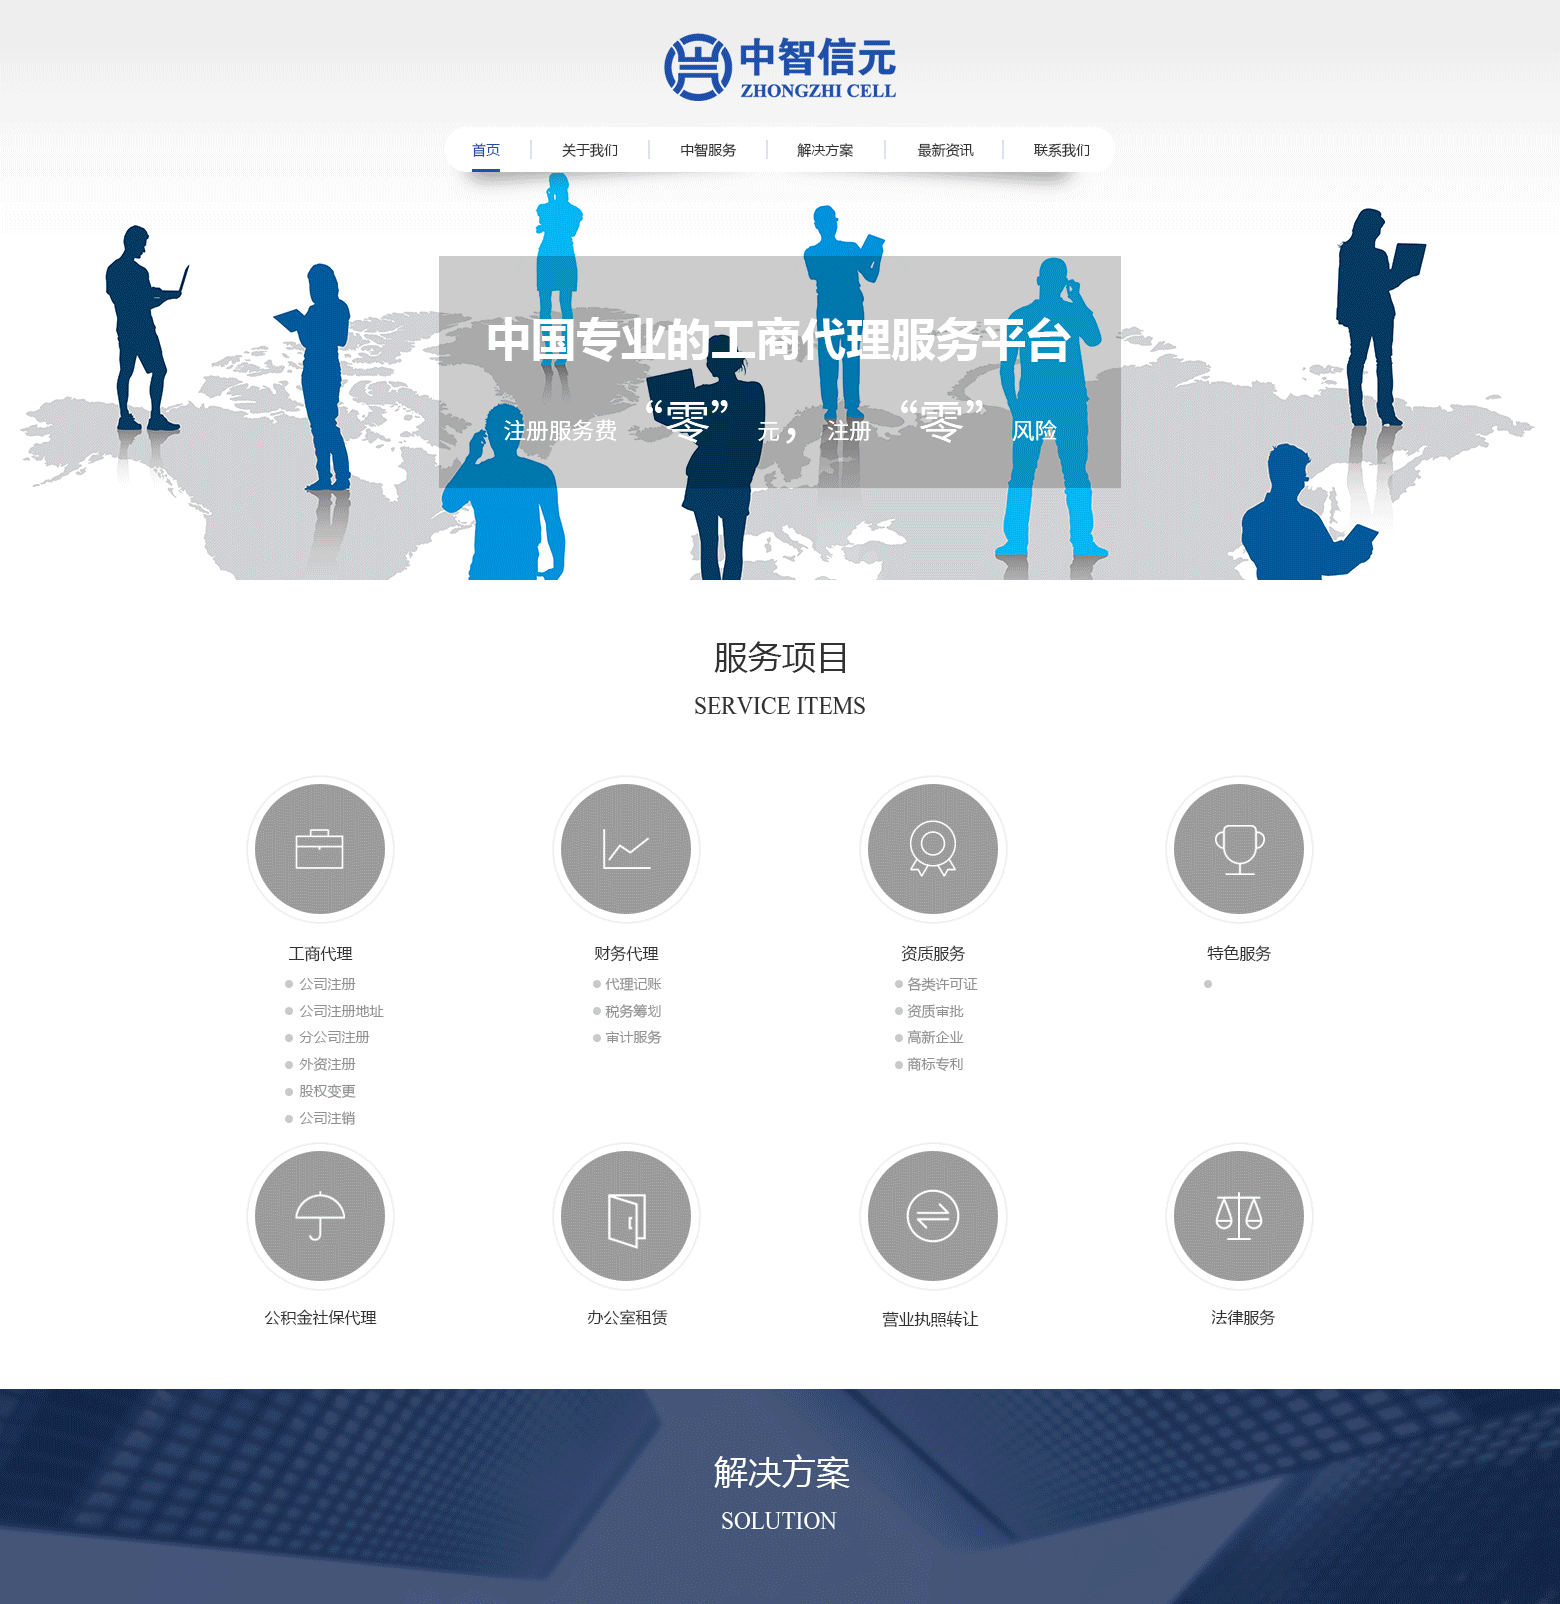 中智信元
ZHONGZHI CELL
首页 关于我们 中智服务 解决方案 最新资讯 联系我们
中国专业的工商代理服务平台
注册服务费 “零” 元， 注册 “零” 风险
服务项目
SERVICE ITEMS
工商代理
公司注册
公司注册地址
分公司注册
外资注册
股权变更
公司注销
财务代理
代理记账
税务筹划
审计服务
资质服务
各类许可证
资质审批
高新企业
商标专利
特色服务
公积金社保代理
办公室租赁
营业执照转让
法律服务
解决方案
SOLUTION